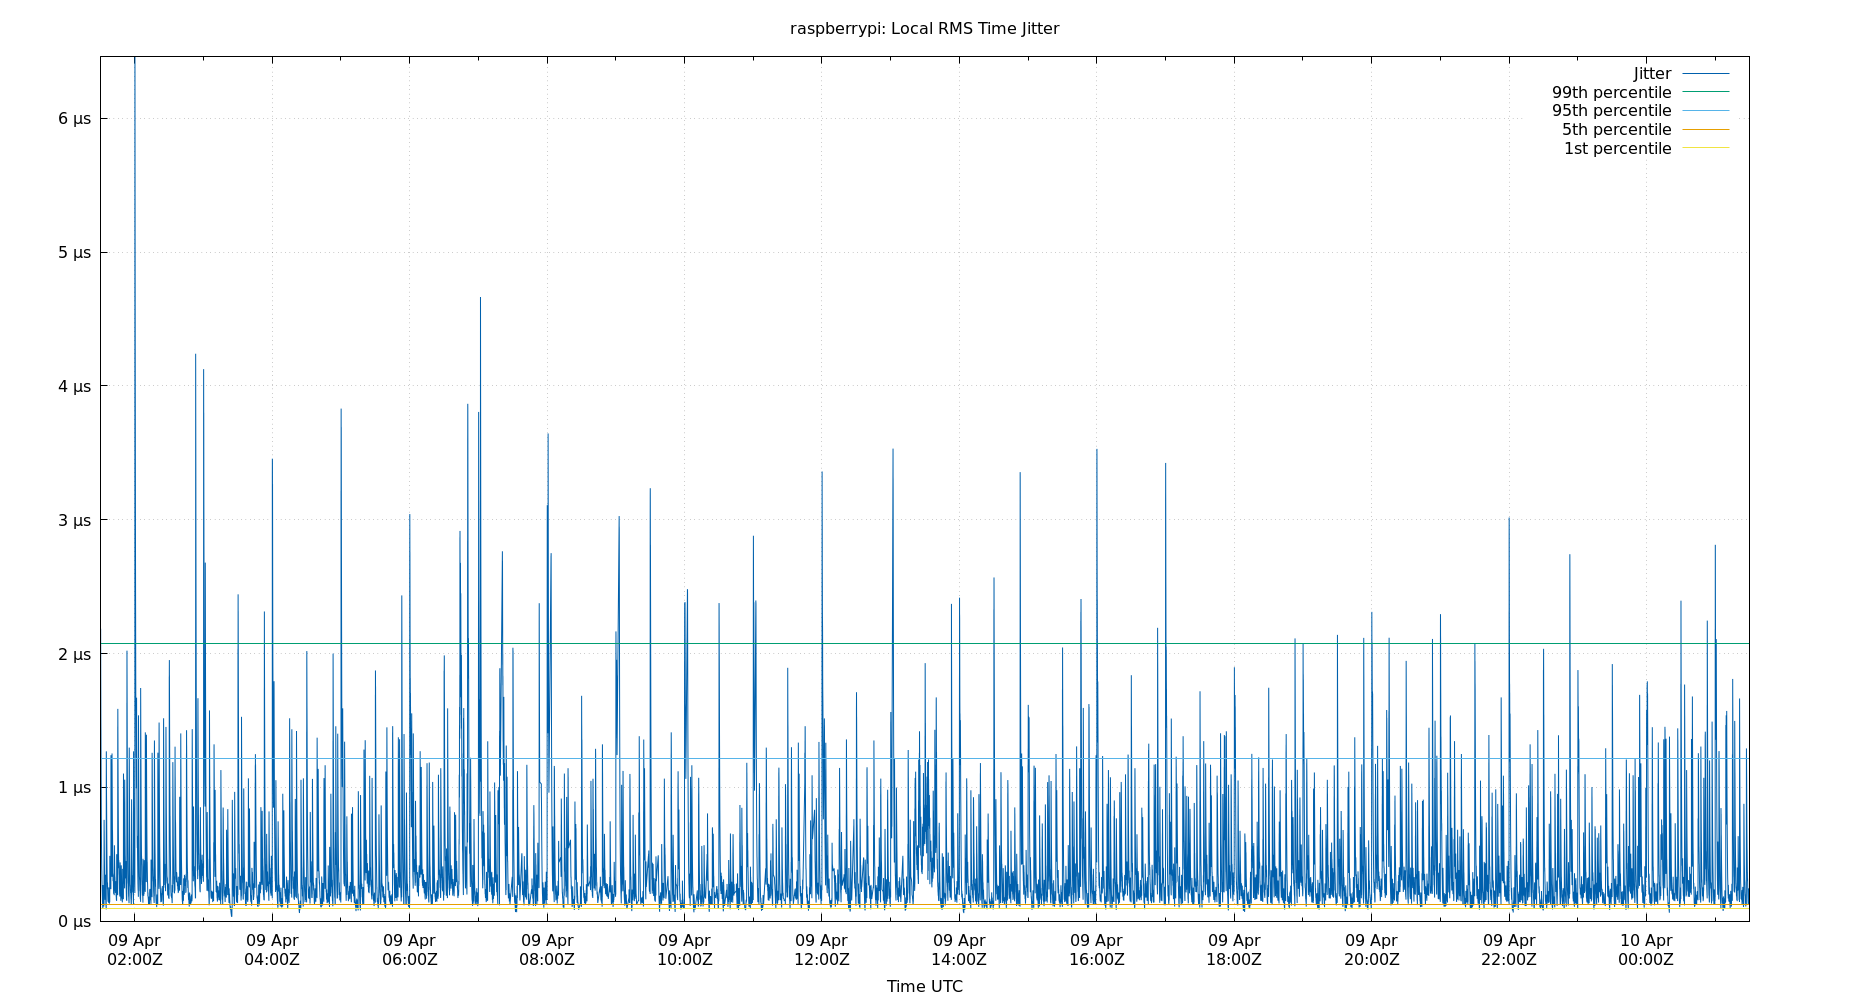 raspberrypi: Local RMS Time Jitter
Jitter
99th percentile
95th percentile
5th percentile
1st percentile
6 µs
5 µs
4 µs
3 µs
2 µs
1 µs
0 µs
09 Apr 09 Apr 09 Apr 09 Apr 09 Apr 09 Apr 09 Apr 09 Apr 09 Apr 09 Apr 09 Apr 10 Apr
02:00Z 04:00Z 06:00Z 08:00Z 10:00Z 12:00Z 14:00Z 16:00Z 18:00Z 20:00Z 22:00Z 00:00Z
Time UTC